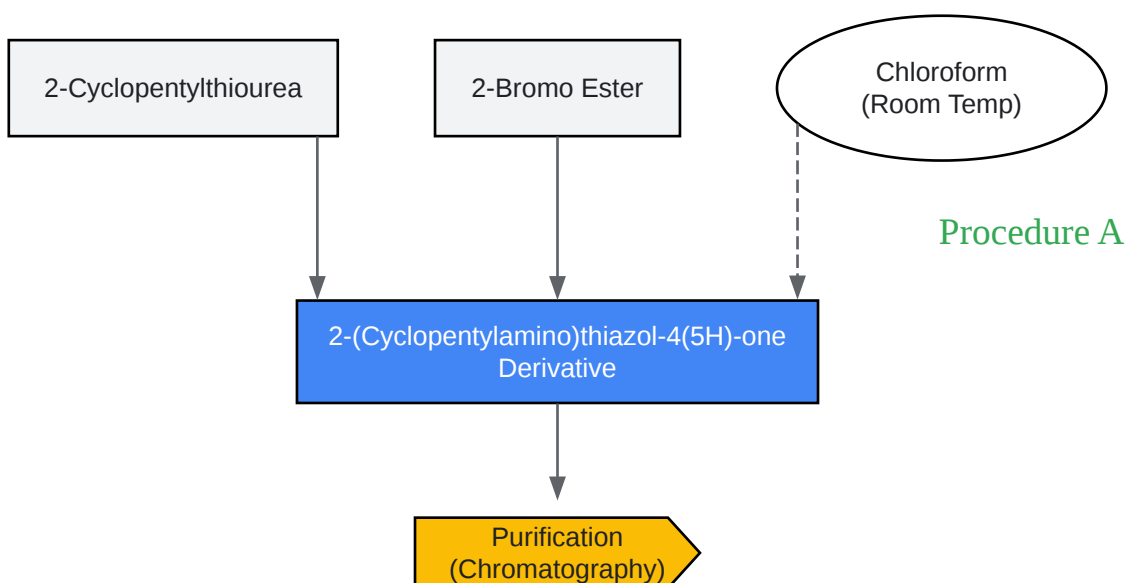 2-Cyclopentylthiourea
2-Bromo Ester
Chloroform
(Room Temp)
Procedure A
2-(Cyclopentylamino)thiazol-4(5H)-one
Derivative
Purification
(Chromatography)